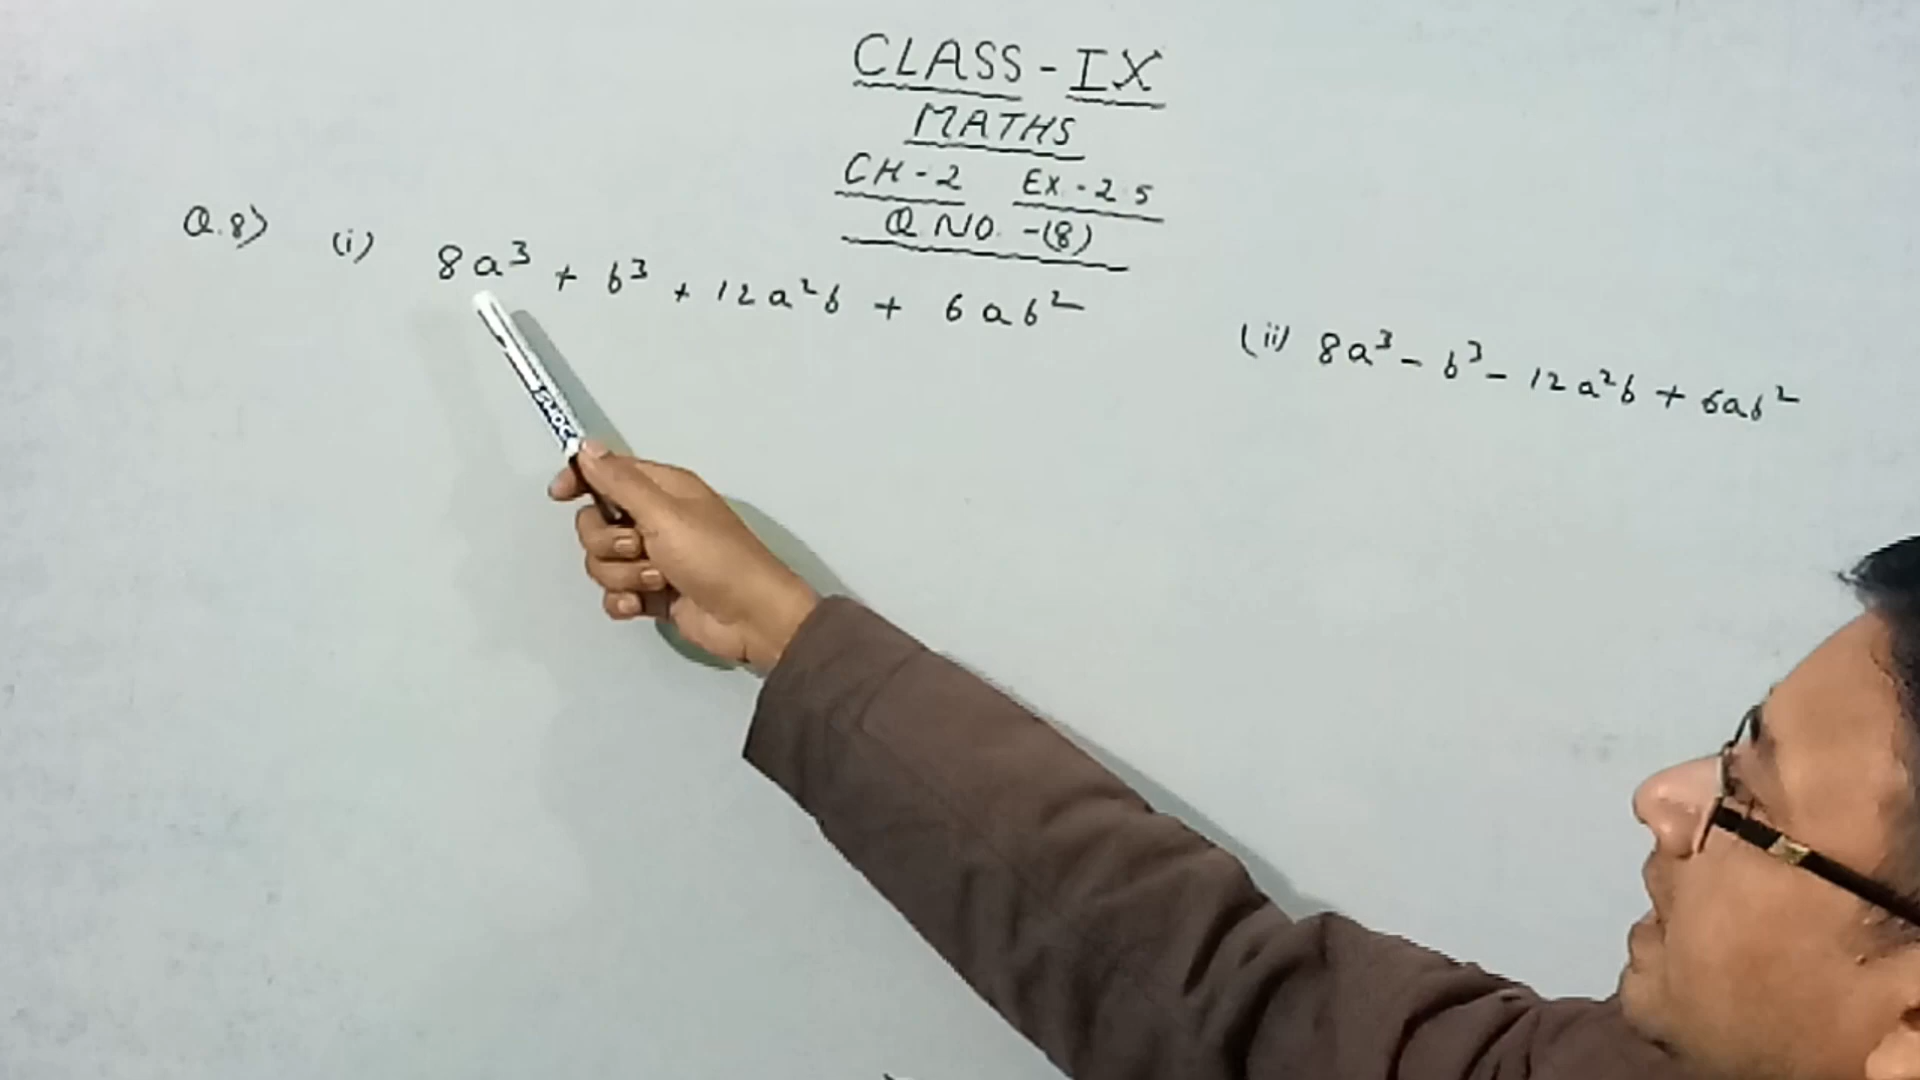 CLASS - IX
MATHS
CH - 2 EX. - 2.5
Q NO. - (8)
Q.8) (i) 8a³ + b³ + 12a²b + 6ab²
(ii) 8a³ - b³ - 12a²b + 6ab²